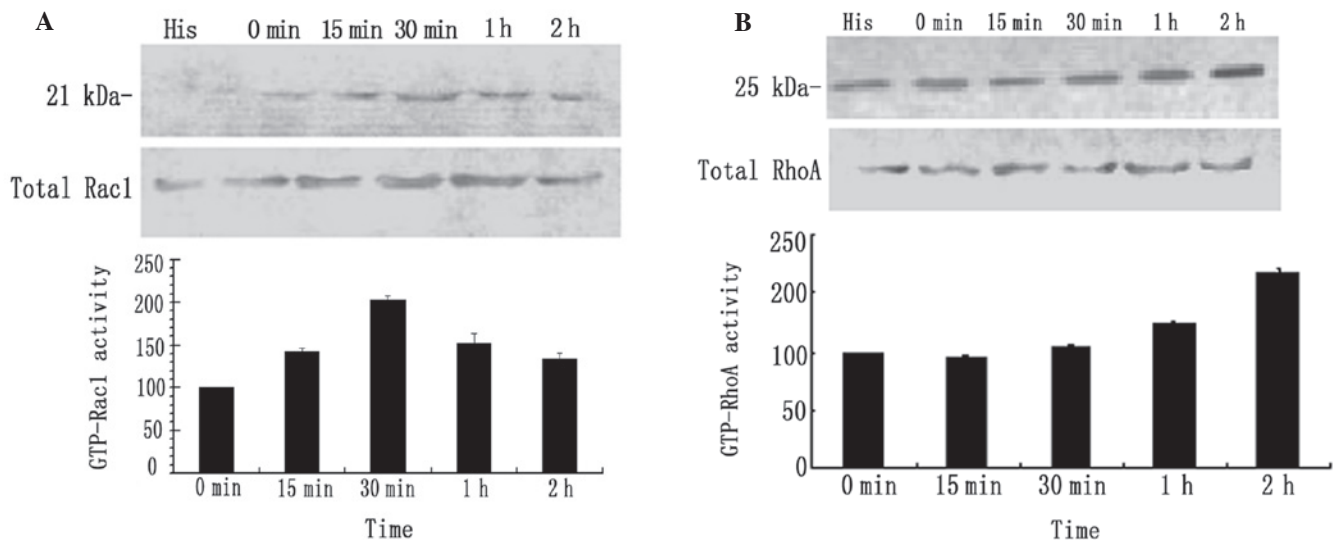 A
His 0 min 15 min 30 min 1 h 2 h
21 kDa-
Total Rac1
250
200
150
100
50
0
GTP-Rac1 activity
0 min 15 min 30 min 1 h 2 h
Time
B
His 0 min 15 min 30 min 1 h 2 h
25 kDa-
Total RhoA
250
200
100
50
0
GTP-RhoA activity
0 min 15 min 30 min 1 h 2 h
Time